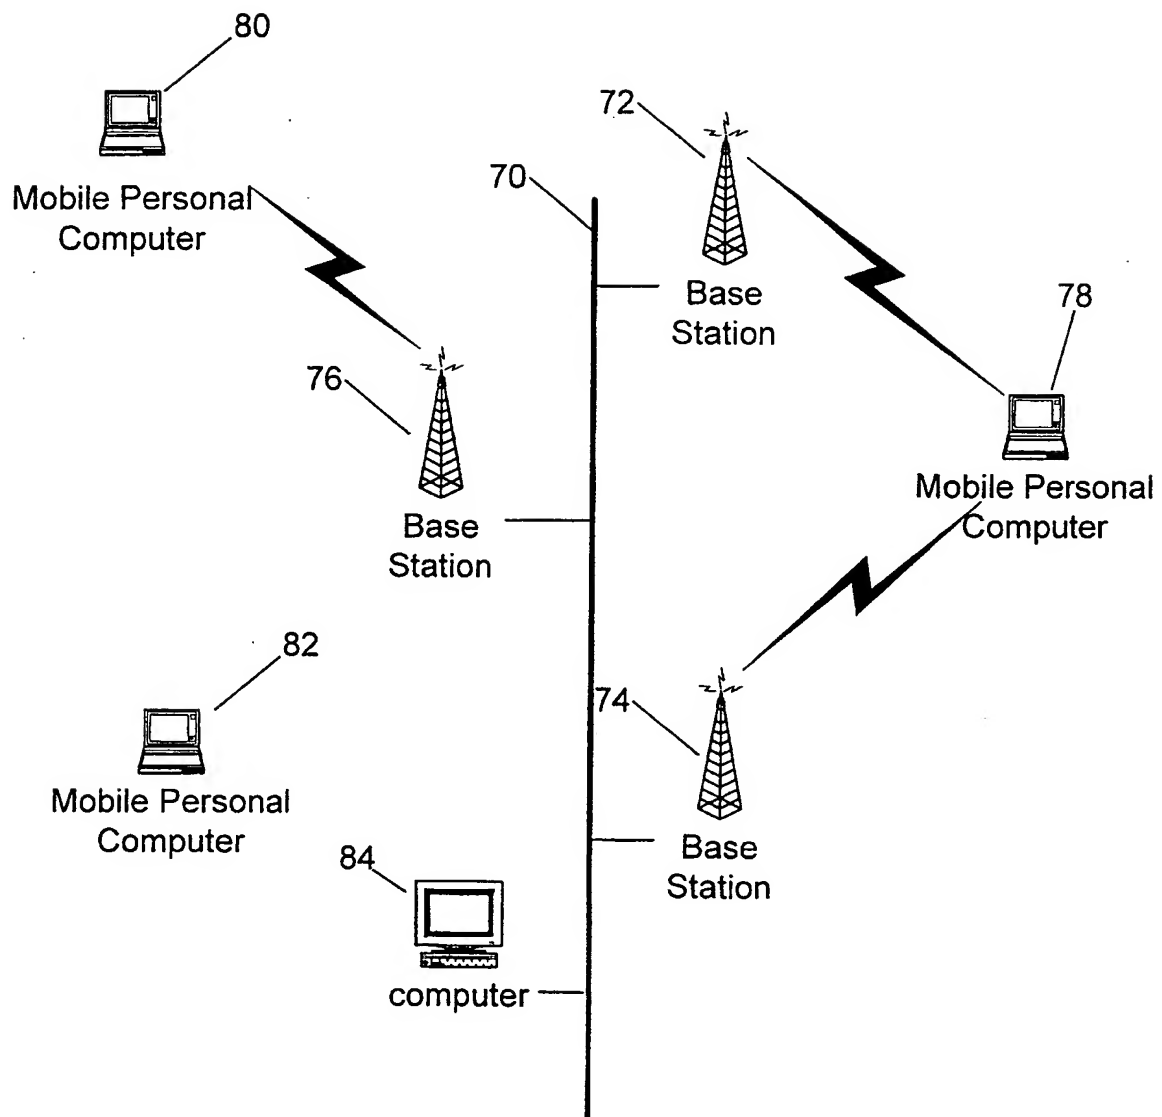 80
Mobile Personal
Computer
72
70
Base
Station
78
Mobile Personal
Computer
76
Base
Station
82
Mobile Personal
Computer
74
Base
Station
84
computer